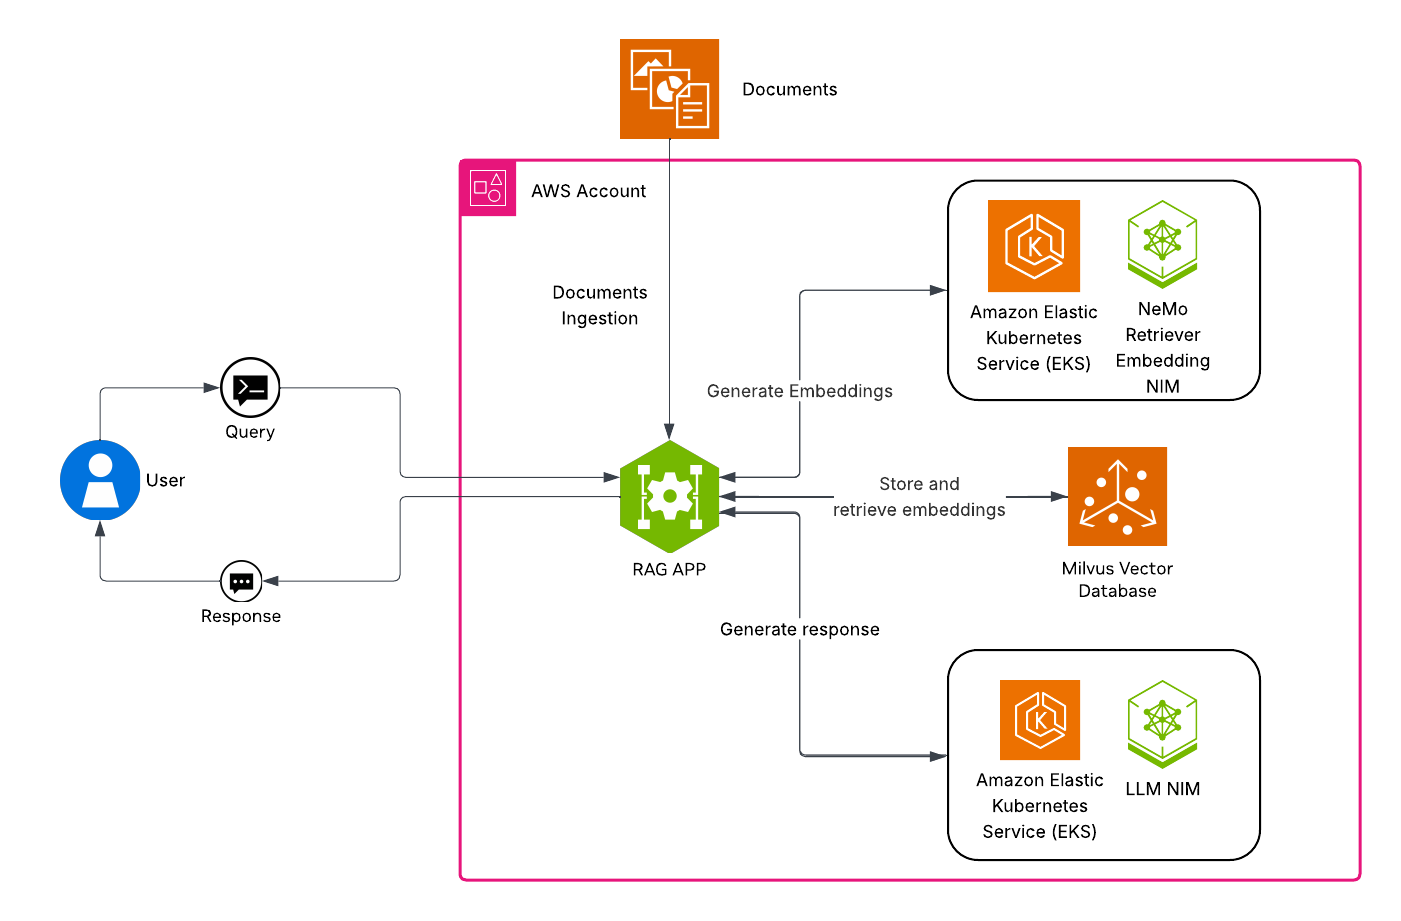 Documents
AWS Account
Documents
Ingestion
K
Amazon Elastic
Kubernetes
Service (EKS)
NeMo
Retriever
Embedding
NIM
Generate Embeddings
Query
User
Response
RAG APP
Store and
retrieve embeddings
Milvus Vector
Database
Generate response
K
Amazon Elastic
Kubernetes
Service (EKS)
LLM NIM